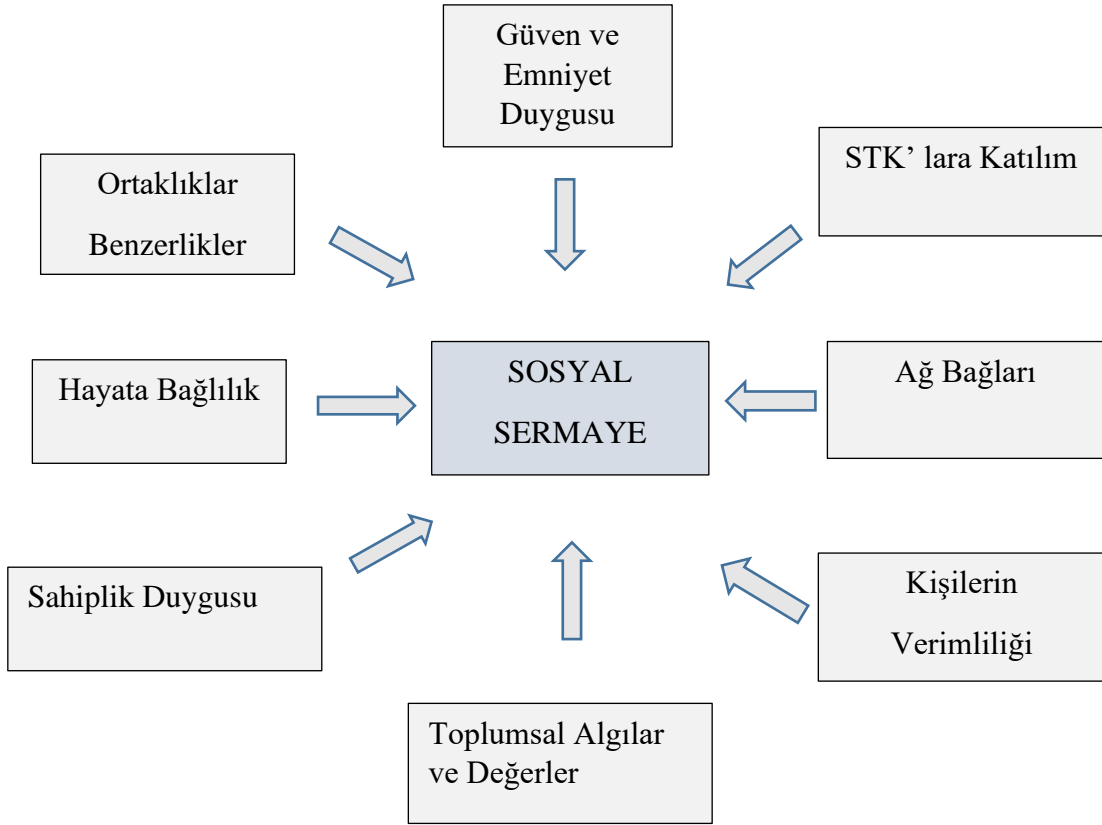 Güven ve
Emniyet
Duygusu
STK’ lara Katılım
Ortaklıklar
Benzerlikler
Hayata Bağlılık
SOSYAL
SERMAYE
Ağ Bağları
Sahiplik Duygusu
Kişilerin
Verimliliği
Toplumsal Algılar
ve Değerler